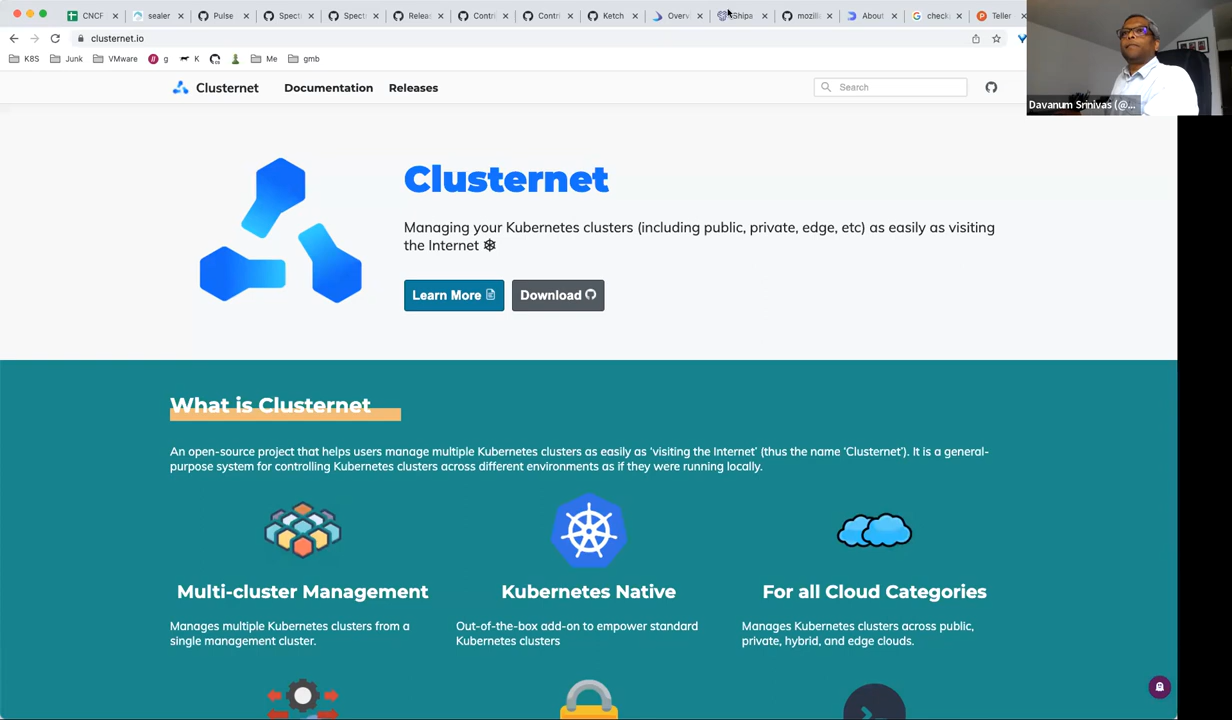 CNCF
sealer
Pulse
Spect
Spect
Relea
Contri
Contri
Ketch
Overv
Shipa
mozill
About
check
Teller
clusternet.io
K8S
Junk
VMware
g
K
Me
gmb
Clusternet
Documentation
Releases
Search
Davanum Srinivas (@...
Clusternet
Managing your Kubernetes clusters (including public, private, edge, etc) as easily as visiting
the Internet
Learn More
Download
What is Clusternet
An open-source project that helps users manage multiple Kubernetes clusters as easily as ‘visiting the Internet’ (thus the name ‘Clusternet’). It is a general-
purpose system for controlling Kubernetes clusters across different environments as if they were running locally.
Multi-cluster Management
Manages multiple Kubernetes clusters from a
single management cluster.
Kubernetes Native
Out-of-the-box add-on to empower standard
Kubernetes clusters
For all Cloud Categories
Manages Kubernetes clusters across public,
private, hybrid, and edge clouds.